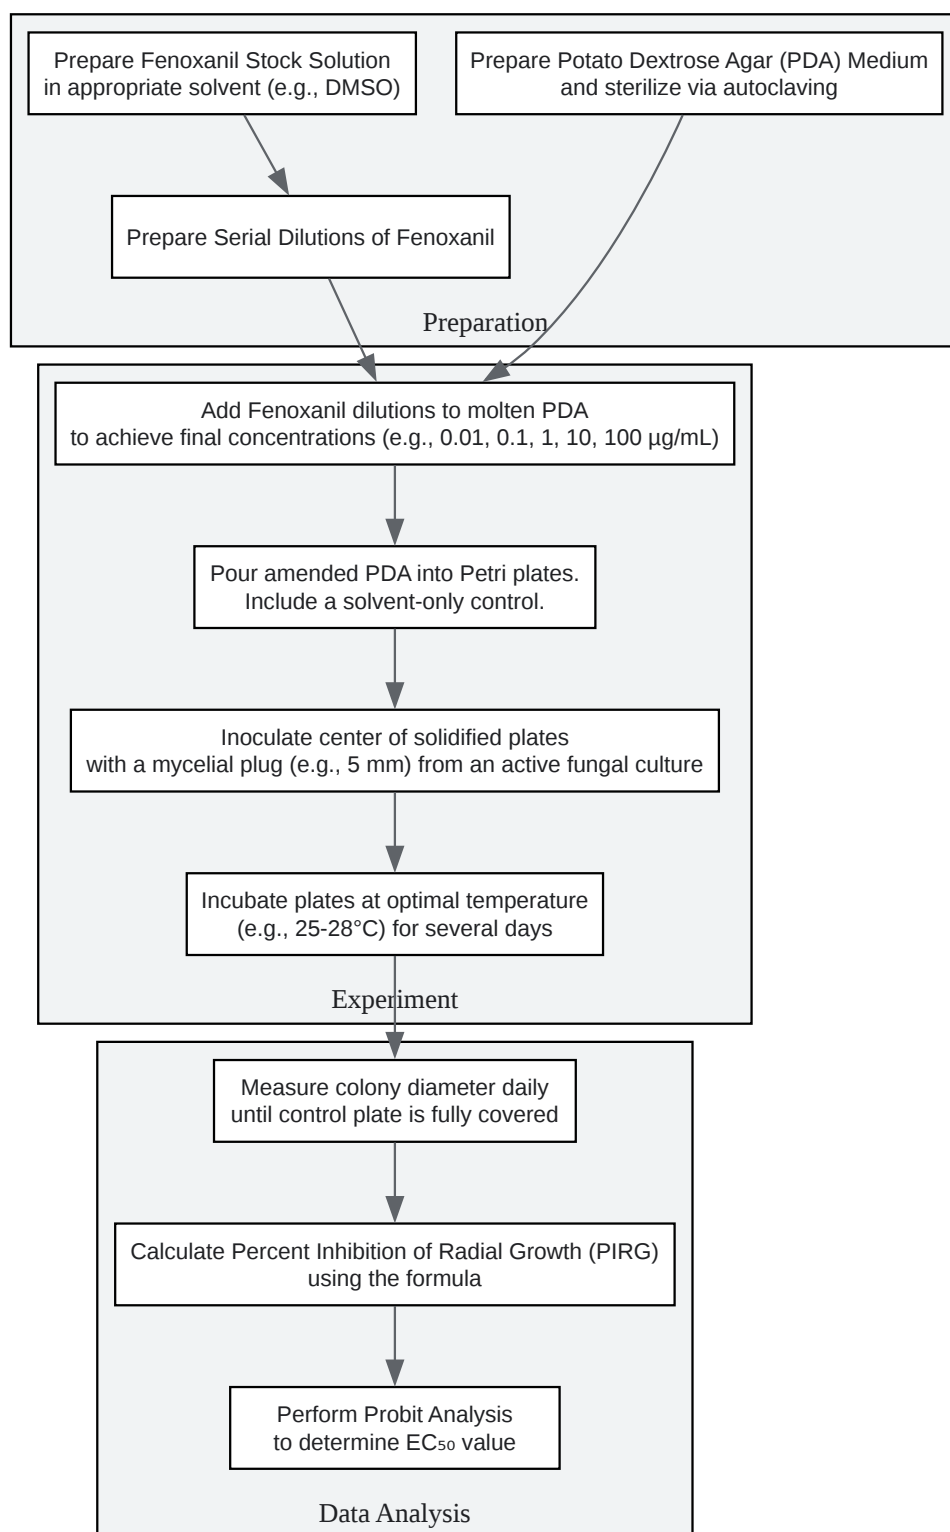 Prepare Fenoxanil Stock Solution
in appropriate solvent (e.g., DMSO)
Prepare Potato Dextrose Agar (PDA) Medium
and sterilize via autoclaving
Prepare Serial Dilutions of Fenoxanil
Preparation
Add Fenoxanil dilutions to molten PDA
to achieve final concentrations (e.g., 0.01, 0.1, 1, 10, 100 µg/mL)
Pour amended PDA into Petri plates.
Include a solvent-only control.
Inoculate center of solidified plates
with a mycelial plug (e.g., 5 mm) from an active fungal culture
Incubate plates at optimal temperature
(e.g., 25-28°C) for several days
Experiment
Measure colony diameter daily
until control plate is fully covered
Calculate Percent Inhibition of Radial Growth (PIRG)
using the formula
Perform Probit Analysis
to determine EC₅₀ value
Data Analysis